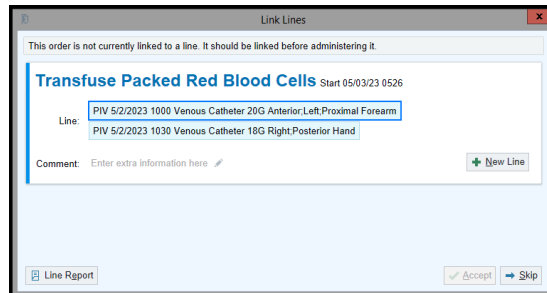 Link Lines
This order is not currently linked to a line. It should be linked before administering it.
Transfuse Packed Red Blood Cells Start 05/03/23 0526
Line: PIV 5/2/2023 1000 Venous Catheter 20G Anterior;Left;Proximal Forearm
PIV 5/2/2023 1030 Venous Catheter 18G Right;Posterior Hand
Comment: Enter extra information here
New Line
Line Report
Accept
Skip